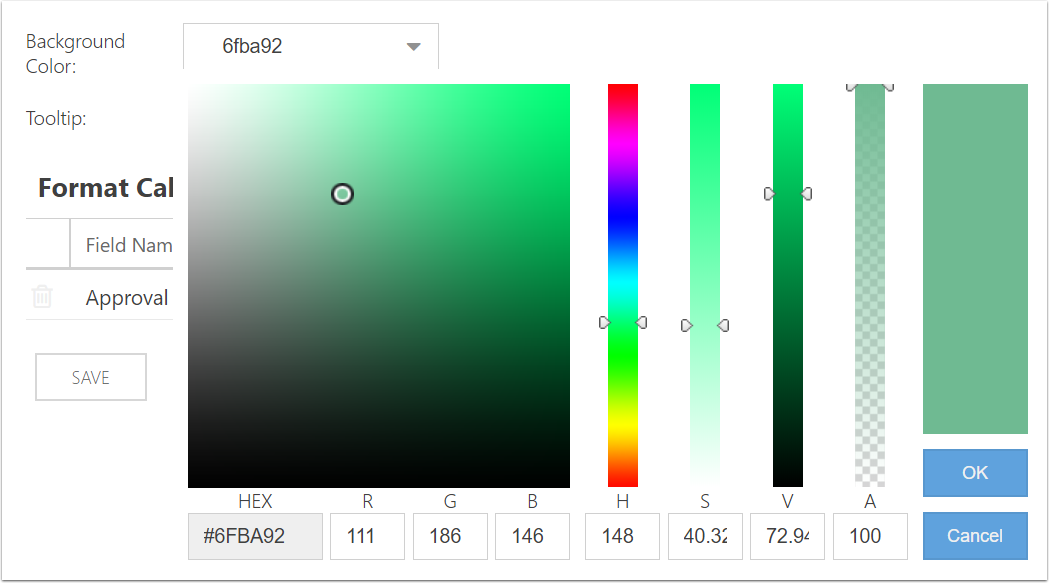 Background
Color:
6fba92
Tooltip:
Format Cal
Field Nam
Approval
SAVE
HEX R G B H S V A
#6FBA92 111 186 146 148 40.32 72.94 100
OK
Cancel